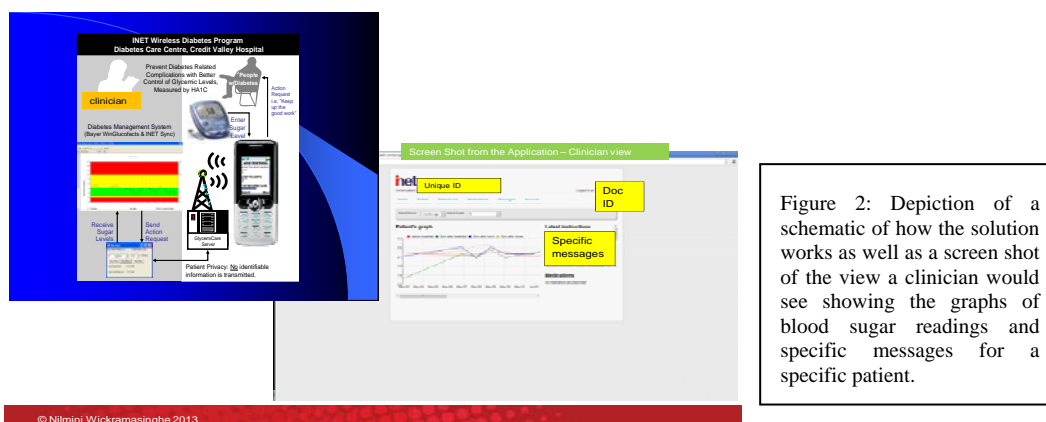 INET Wireless Diabetes Program
Diabetes Care Centre, Credit Valley Hospital
Prevent Diabetes Related
Complications with Better
Control of Glycemic Levels,
Measured by HA1C
People
w/Diabetes
clinician
Action
Request
i.e. "Keep
up the
good work"
Enter
Sugar
Level
Diabetes Management System
(Bayer WinGlucofacts & INET Sync)
Receive
Sugar
Levels
Send
Action
Request
GlycemiCare
Server
Patient Privacy: No identifiable
information is transmitted.
Screen Shot from the Application – Clinician view
inet
Unique ID
Doc
ID
Patient's graph
Latest instructions
Specific
messages
© Nilmini Wickramasinghe 2013
Figure 2: Depiction of a
schematic of how the solution
works as well as a screen shot
of the view a clinician would
see showing the graphs of
blood sugar readings and
specific messages for a
specific patient.